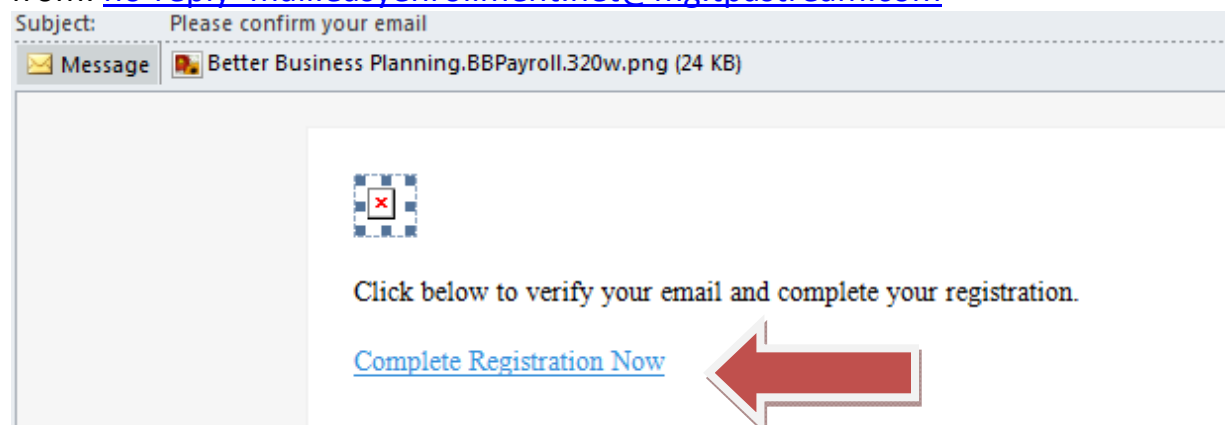 Subject: Please confirm your email
Message Better Business Planning.BBPayroll.320w.png (24 KB)
Click below to verify your email and complete your registration.
Complete Registration Now